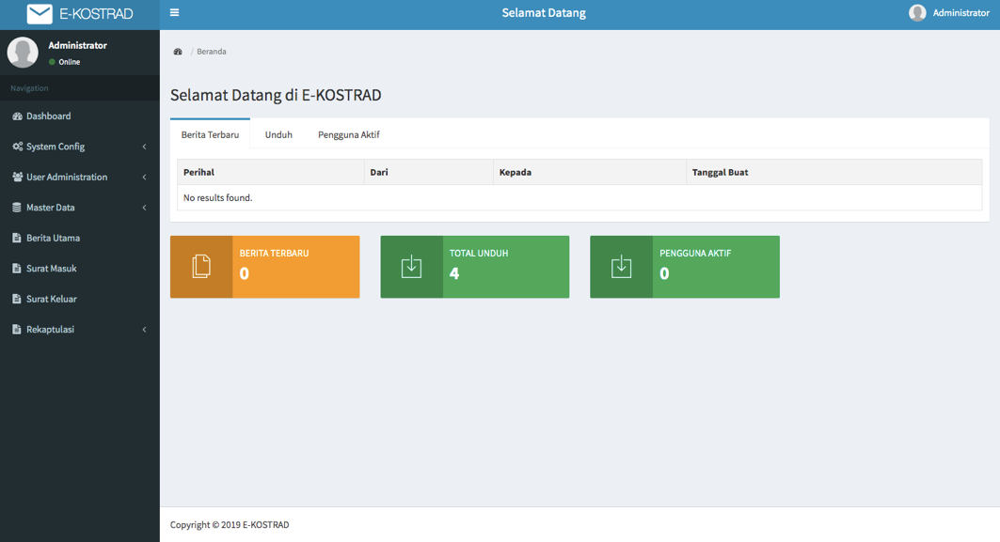 E-KOSTRAD
Selamat Datang
Administrator
Administrator
Online
Navigation
Dashboard
System Config
User Administration
Master Data
Berita Utama
Surat Masuk
Surat Keluar
Rekaptulasi
/ Beranda
Selamat Datang di E-KOSTRAD
Berita Terbaru Unduh Pengguna Aktif
Perihal Dari Kepada Tanggal Buat
No results found.
BERITA TERBARU
0
TOTAL UNDUH
4
PENGGUNA AKTIF
0
Copyright © 2019 E-KOSTRAD